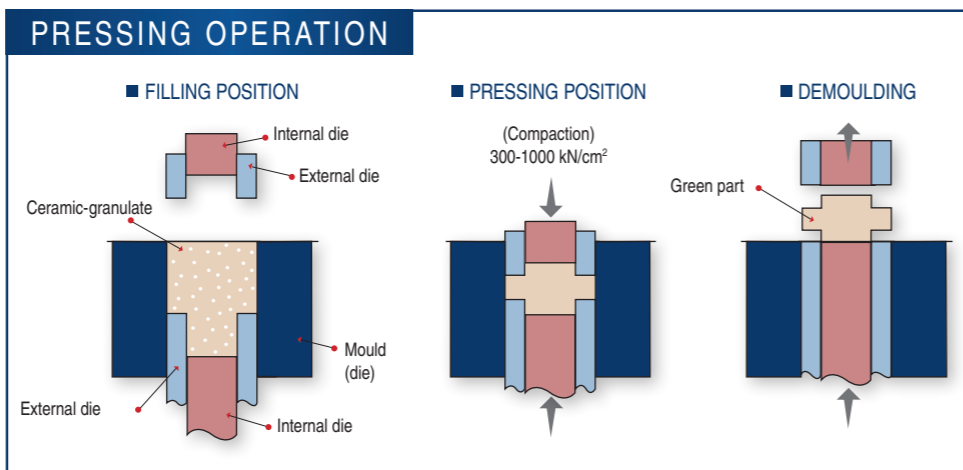 PRESSING OPERATION
FILLING POSITION
Internal die
External die
Ceramic-granulate
Mould
(die)
External die
Internal die
PRESSING POSITION
(Compaction)
300-1000 kN/cm²
DEMOULDING
Green part